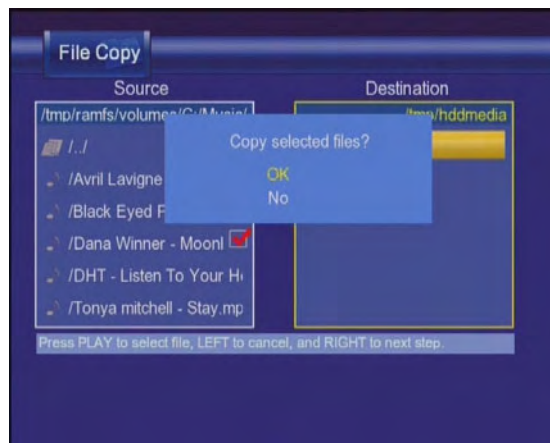 File Copy
Source
Destination
/tmp/ramfs/volumes/C:/Music/
/tmp/hddmedia
/../
Copy selected files?
OK
No
/Avril Lavigne
/Black Eyed P
/Dana Winner - Moonl
/DHT - Listen To Your He
/Tonya mitchell - Stay.mp
Press PLAY to select file, LEFT to cancel, and RIGHT to next step.